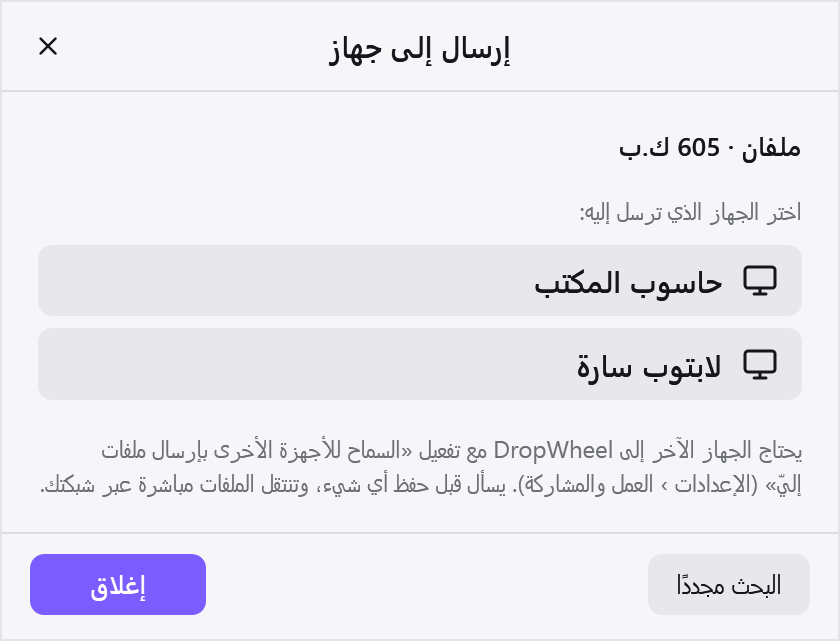 إرسال إلى جهاز
ملفان · 605 ك.ب
اختر الجهاز الذي ترسل إليه:
حاسوب المكتب
لابتوب سارة
يحتاج الجهاز الآخر إلى DropWheel مع تفعيل «السماح للأجهزة الأخرى بإرسال ملفات
إليّ» (الإعدادات › العمل والمشاركة). يسأل قبل حفظ أي شيء، وتنتقل الملفات مباشرة عبر شبكتك.
البحث مجددًا
إغلاق